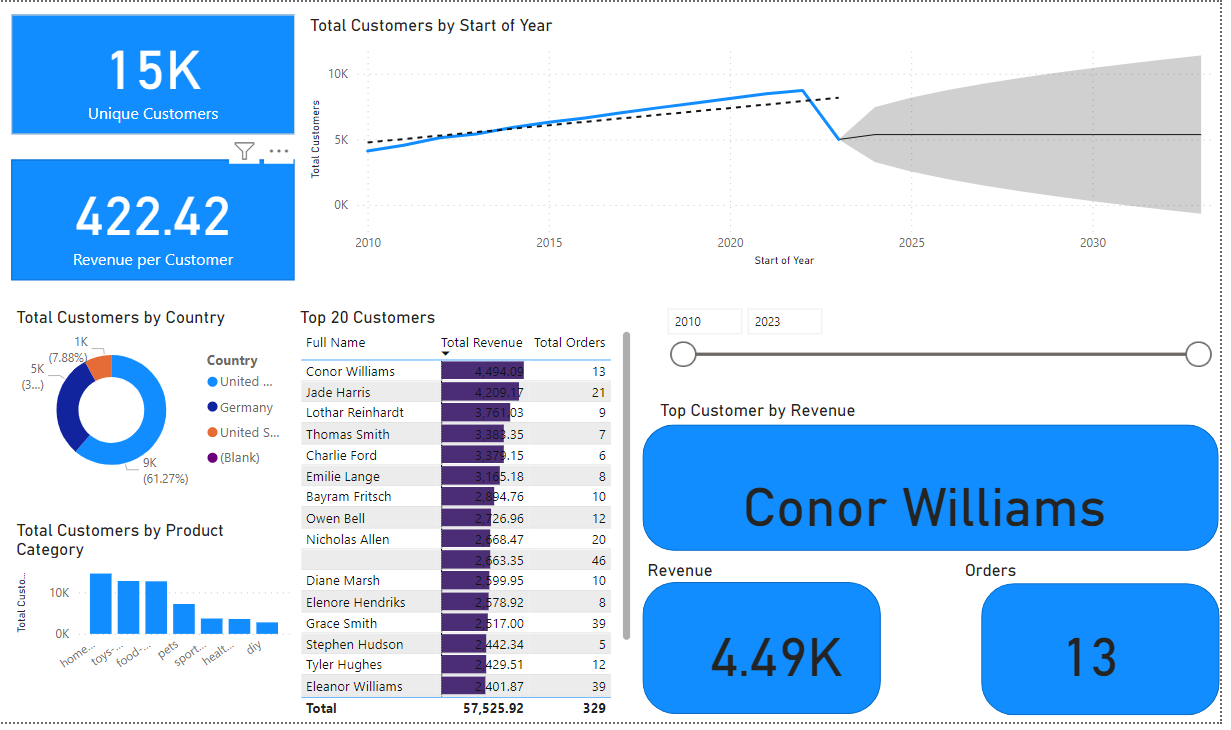 15K
Unique Customers
422.42
Revenue per Customer
Total Customers by Start of Year
Total Customers
10K
5K
0K
2010 2015 2020 2025 2030
Start of Year
Total Customers by Country
1K
(7.88%)
5K
(3...)
9K
(61.27%)
Country
United ...
Germany
United S...
(Blank)
Total Customers by Product
Category
Total Custo...
10K
0K
home... toys-... food-... pets sport... healt... diy
Top 20 Customers
Full Name Total Revenue Total Orders
Conor Williams 4,494.09 13
Jade Harris 4,209.17 21
Lothar Reinhardt 3,761.03 9
Thomas Smith 3,383.35 7
Charlie Ford 3,379.15 6
Emilie Lange 3,165.18 8
Bayram Fritsch 2,894.76 10
Owen Bell 2,726.96 12
Nicholas Allen 2,668.47 20
2,663.35 46
Diane Marsh 2,599.95 10
Elenore Hendriks 2,578.92 8
Grace Smith 2,517.00 39
Stephen Hudson 2,442.34 5
Tyler Hughes 2,429.51 12
Eleanor Williams 2,401.87 39
Total 57,525.92 329
2010 2023
Top Customer by Revenue
Conor Williams
Revenue
4.49K
Orders
13